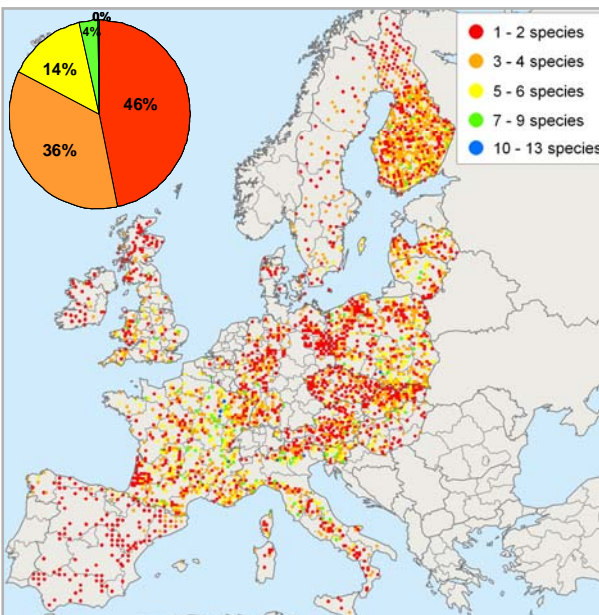 0%
4%
14%
46%
36%
1 - 2 species
3 - 4 species
5 - 6 species
7 - 9 species
10 - 13 species